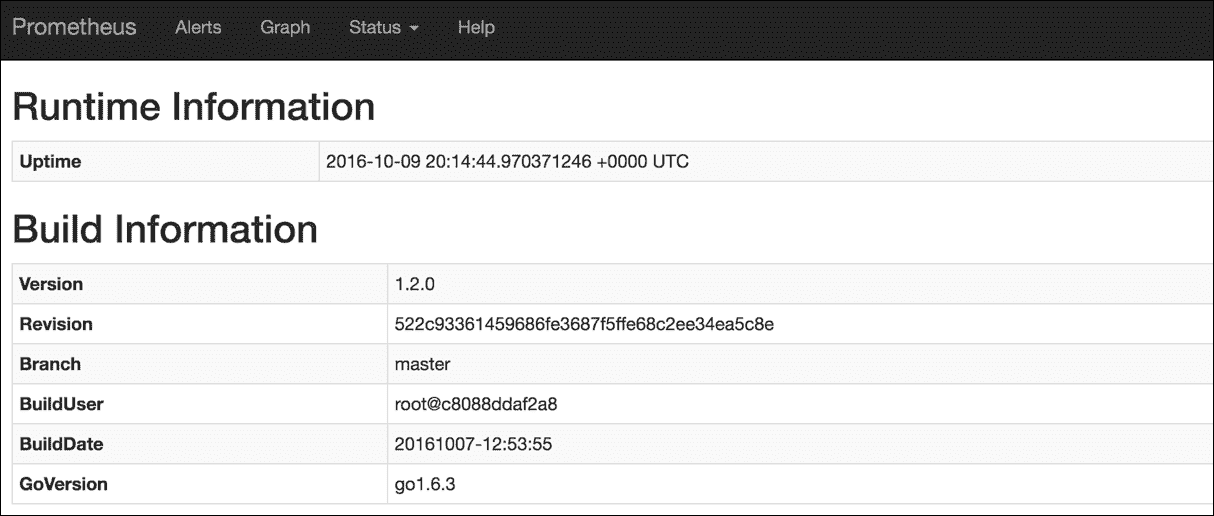 Prometheus Alerts Graph Status Help
Runtime Information
Uptime 2016-10-09 20:14:44.970371246 +0000 UTC
Build Information
Version 1.2.0
Revision 522c93361459686fe3687f5ffe68c2ee34ea5c8e
Branch master
BuildUser root@c8088ddaf2a8
BuildDate 20161007-12:53:55
GoVersion go1.6.3